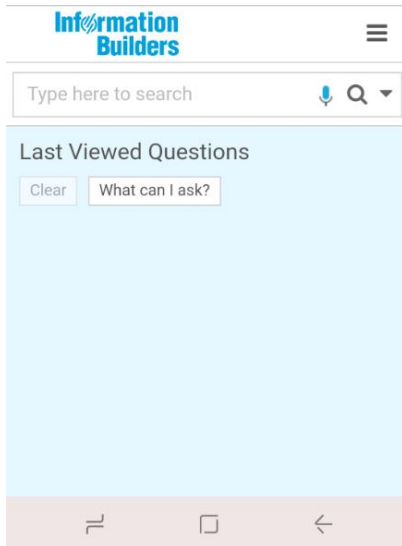 Information
Builders
Type here to search
Last Viewed Questions
Clear
What can I ask?